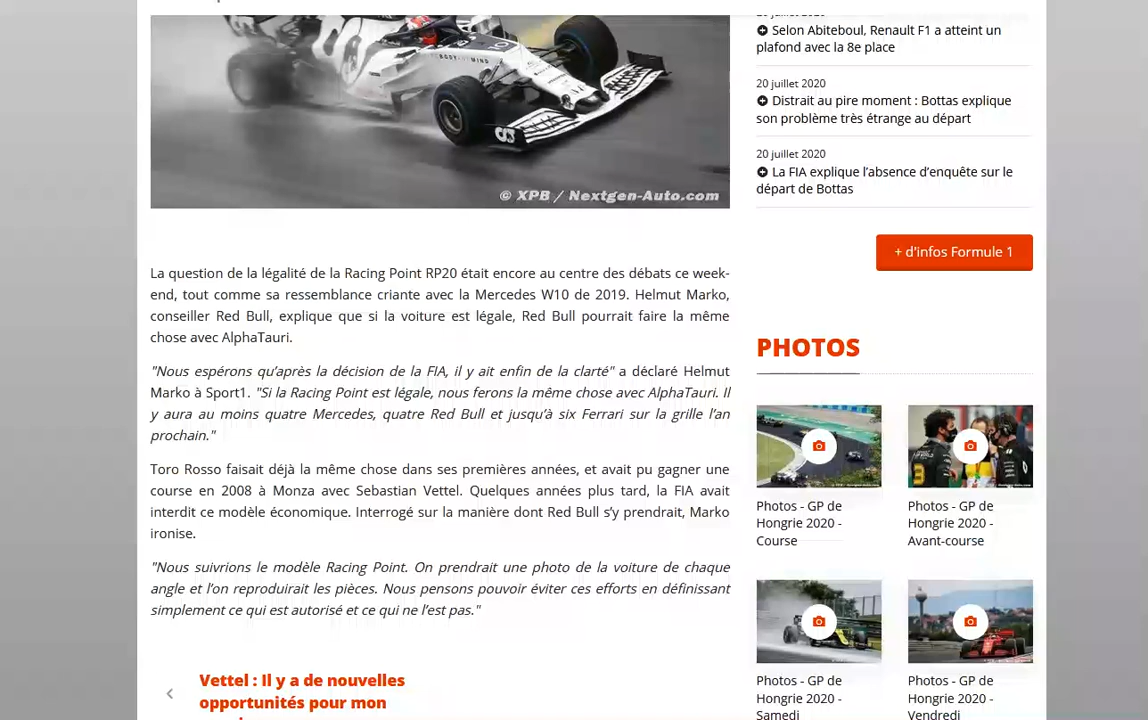 © XPB / Nextgen-Auto.com
La question de la légalité de la Racing Point RP20 était encore au centre des débats ce week-
end, tout comme sa ressemblance criante avec la Mercedes W10 de 2019. Helmut Marko,
conseiller Red Bull, explique que si la voiture est légale, Red Bull pourrait faire la même
chose avec AlphaTauri.
"Nous espérons qu’après la décision de la FIA, il y ait enfin de la clarté" a déclaré Helmut
Marko à Sport1. "Si la Racing Point est légale, nous ferons la même chose avec AlphaTauri. Il
y aura au moins quatre Mercedes, quatre Red Bull et jusqu’à six Ferrari sur la grille l’an
prochain."
Toro Rosso faisait déjà la même chose dans ses premières années, et avait pu gagner une
course en 2008 à Monza avec Sebastian Vettel. Quelques années plus tard, la FIA avait
interdit ce modèle économique. Interrogé sur la manière dont Red Bull s’y prendrait, Marko
ironise.
"Nous suivrions le modèle Racing Point. On prendrait une photo de la voiture de chaque
angle et l’on reproduirait les pièces. Nous pensons pouvoir éviter ces efforts en définissant
simplement ce qui est autorisé et ce qui ne l’est pas."
Vettel : Il y a de nouvelles
opportunités pour mon
20 juillet 2020
Selon Abiteboul, Renault F1 a atteint un
plafond avec la 8e place
20 juillet 2020
Distrait au pire moment : Bottas explique
son problème très étrange au départ
20 juillet 2020
La FIA explique l’absence d’enquête sur le
départ de Bottas
+ d’infos Formule 1
PHOTOS
Photos - GP de
Hongrie 2020 -
Course
Photos - GP de
Hongrie 2020 -
Avant-course
Photos - GP de
Hongrie 2020 -
Samedi
Photos - GP de
Hongrie 2020 -
Vendredi